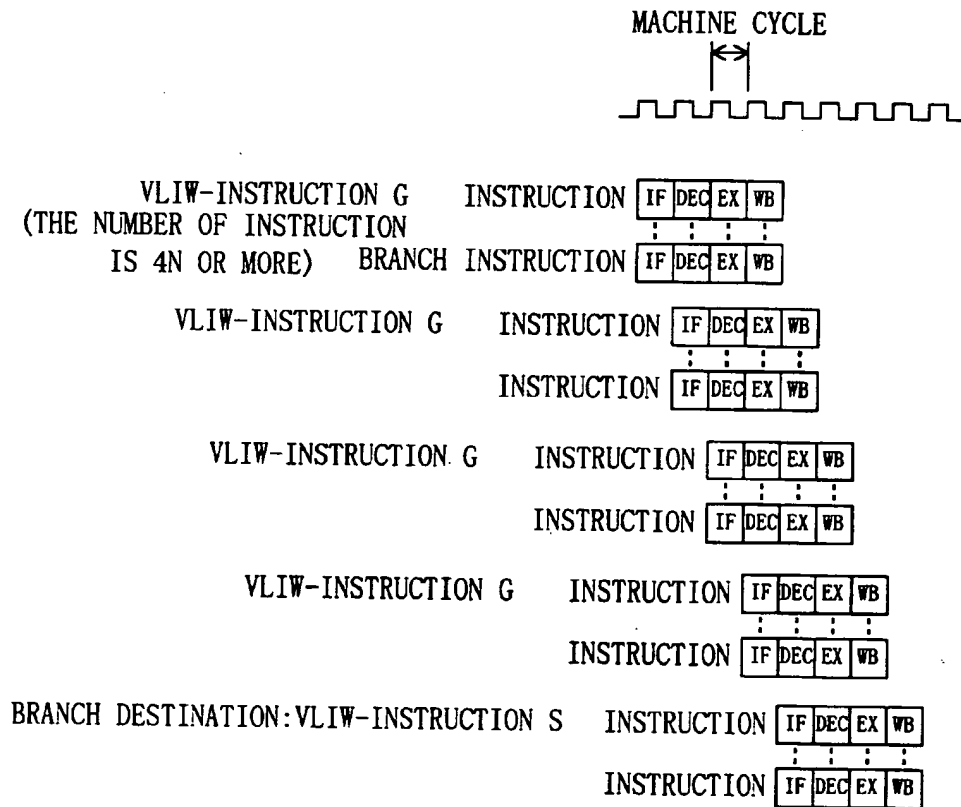 MACHINE CYCLE
VLIW-INSTRUCTION G INSTRUCTION IF DEC EX WB
(THE NUMBER OF INSTRUCTION
IS 4N OR MORE) BRANCH INSTRUCTION IF DEC EX WB
VLIW-INSTRUCTION G INSTRUCTION IF DEC EX WB
INSTRUCTION IF DEC EX WB
VLIW-INSTRUCTION G INSTRUCTION IF DEC EX WB
INSTRUCTION IF DEC EX WB
VLIW-INSTRUCTION G INSTRUCTION IF DEC EX WB
INSTRUCTION IF DEC EX WB
BRANCH DESTINATION:VLIW-INSTRUCTION S INSTRUCTION IF DEC EX WB
INSTRUCTION IF DEC EX WB